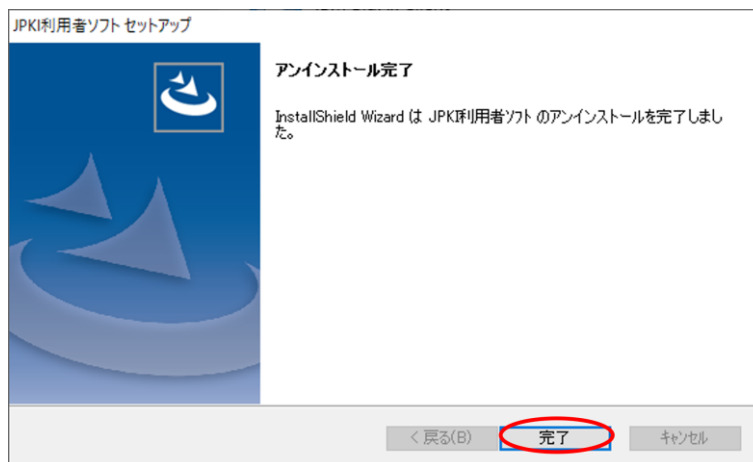 JPKI利用者ソフト セットアップ
アンインストール完了
InstallShield Wizard は JPKI利用者ソフト のアンインストールを完了しまし
た。
< 戻る(B)
完了
キャンセル